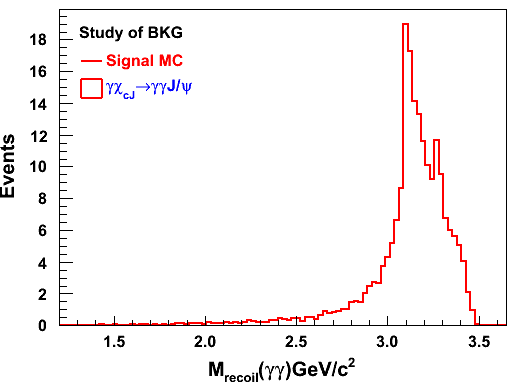 Study of BKG
Signal MC
γχcJ→γγJ/ψ
Events
18
16
14
12
10
8
6
4
2
0
1.5 2.0 2.5 3.0 3.5
Mrecoil(γγ)GeV/c²